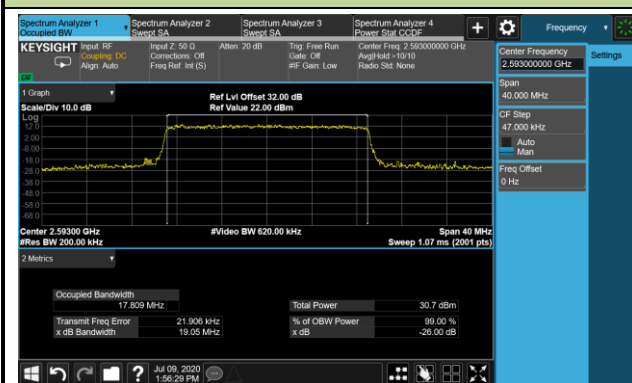 Spectrum Analyzer 1
Occupied BW
Spectrum Analyzer 2
Swept SA
Spectrum Analyzer 3
Swept SA
Spectrum Analyzer 4
Power Stat CCDF
Frequency
KEYSIGHT
Input: RF
Coupling: DC
Align: Auto
Input Z: 50 Ω
Corrections: Off
Freq Ref: Int (S)
Atten: 20 dB
Trig: Free Run
Gate: Off
#IF Gain: Low
Center Freq: 2.593000000 GHz
Avg|Hold:>10/10
Radio Std: None
Center Frequency
2.593000000 GHz
Settings
Span
40.000 MHz
CF Step
47.000 kHz
Auto
Man
Freq Offset
0 Hz
1 Graph
Scale/Div 10.0 dB
Ref Lvl Offset 32.00 dB
Ref Value 22.00 dBm
Log
12.0
2.00
-8.00
-18.0
-28.0
-38.0
-48.0
-58.0
-68.0
Center 2.59300 GHz
#Video BW 620.00 kHz
Span 40 MHz
#Res BW 200.00 kHz
Sweep 1.07 ms (2001 pts)
2 Metrics
Occupied Bandwidth
17.809 MHz
Total Power 30.7 dBm
Transmit Freq Error 21.906 kHz
% of OBW Power 99.00 %
x dB Bandwidth 19.05 MHz
x dB -26.00 dB
Jul 09, 2020
1:56:29 PM